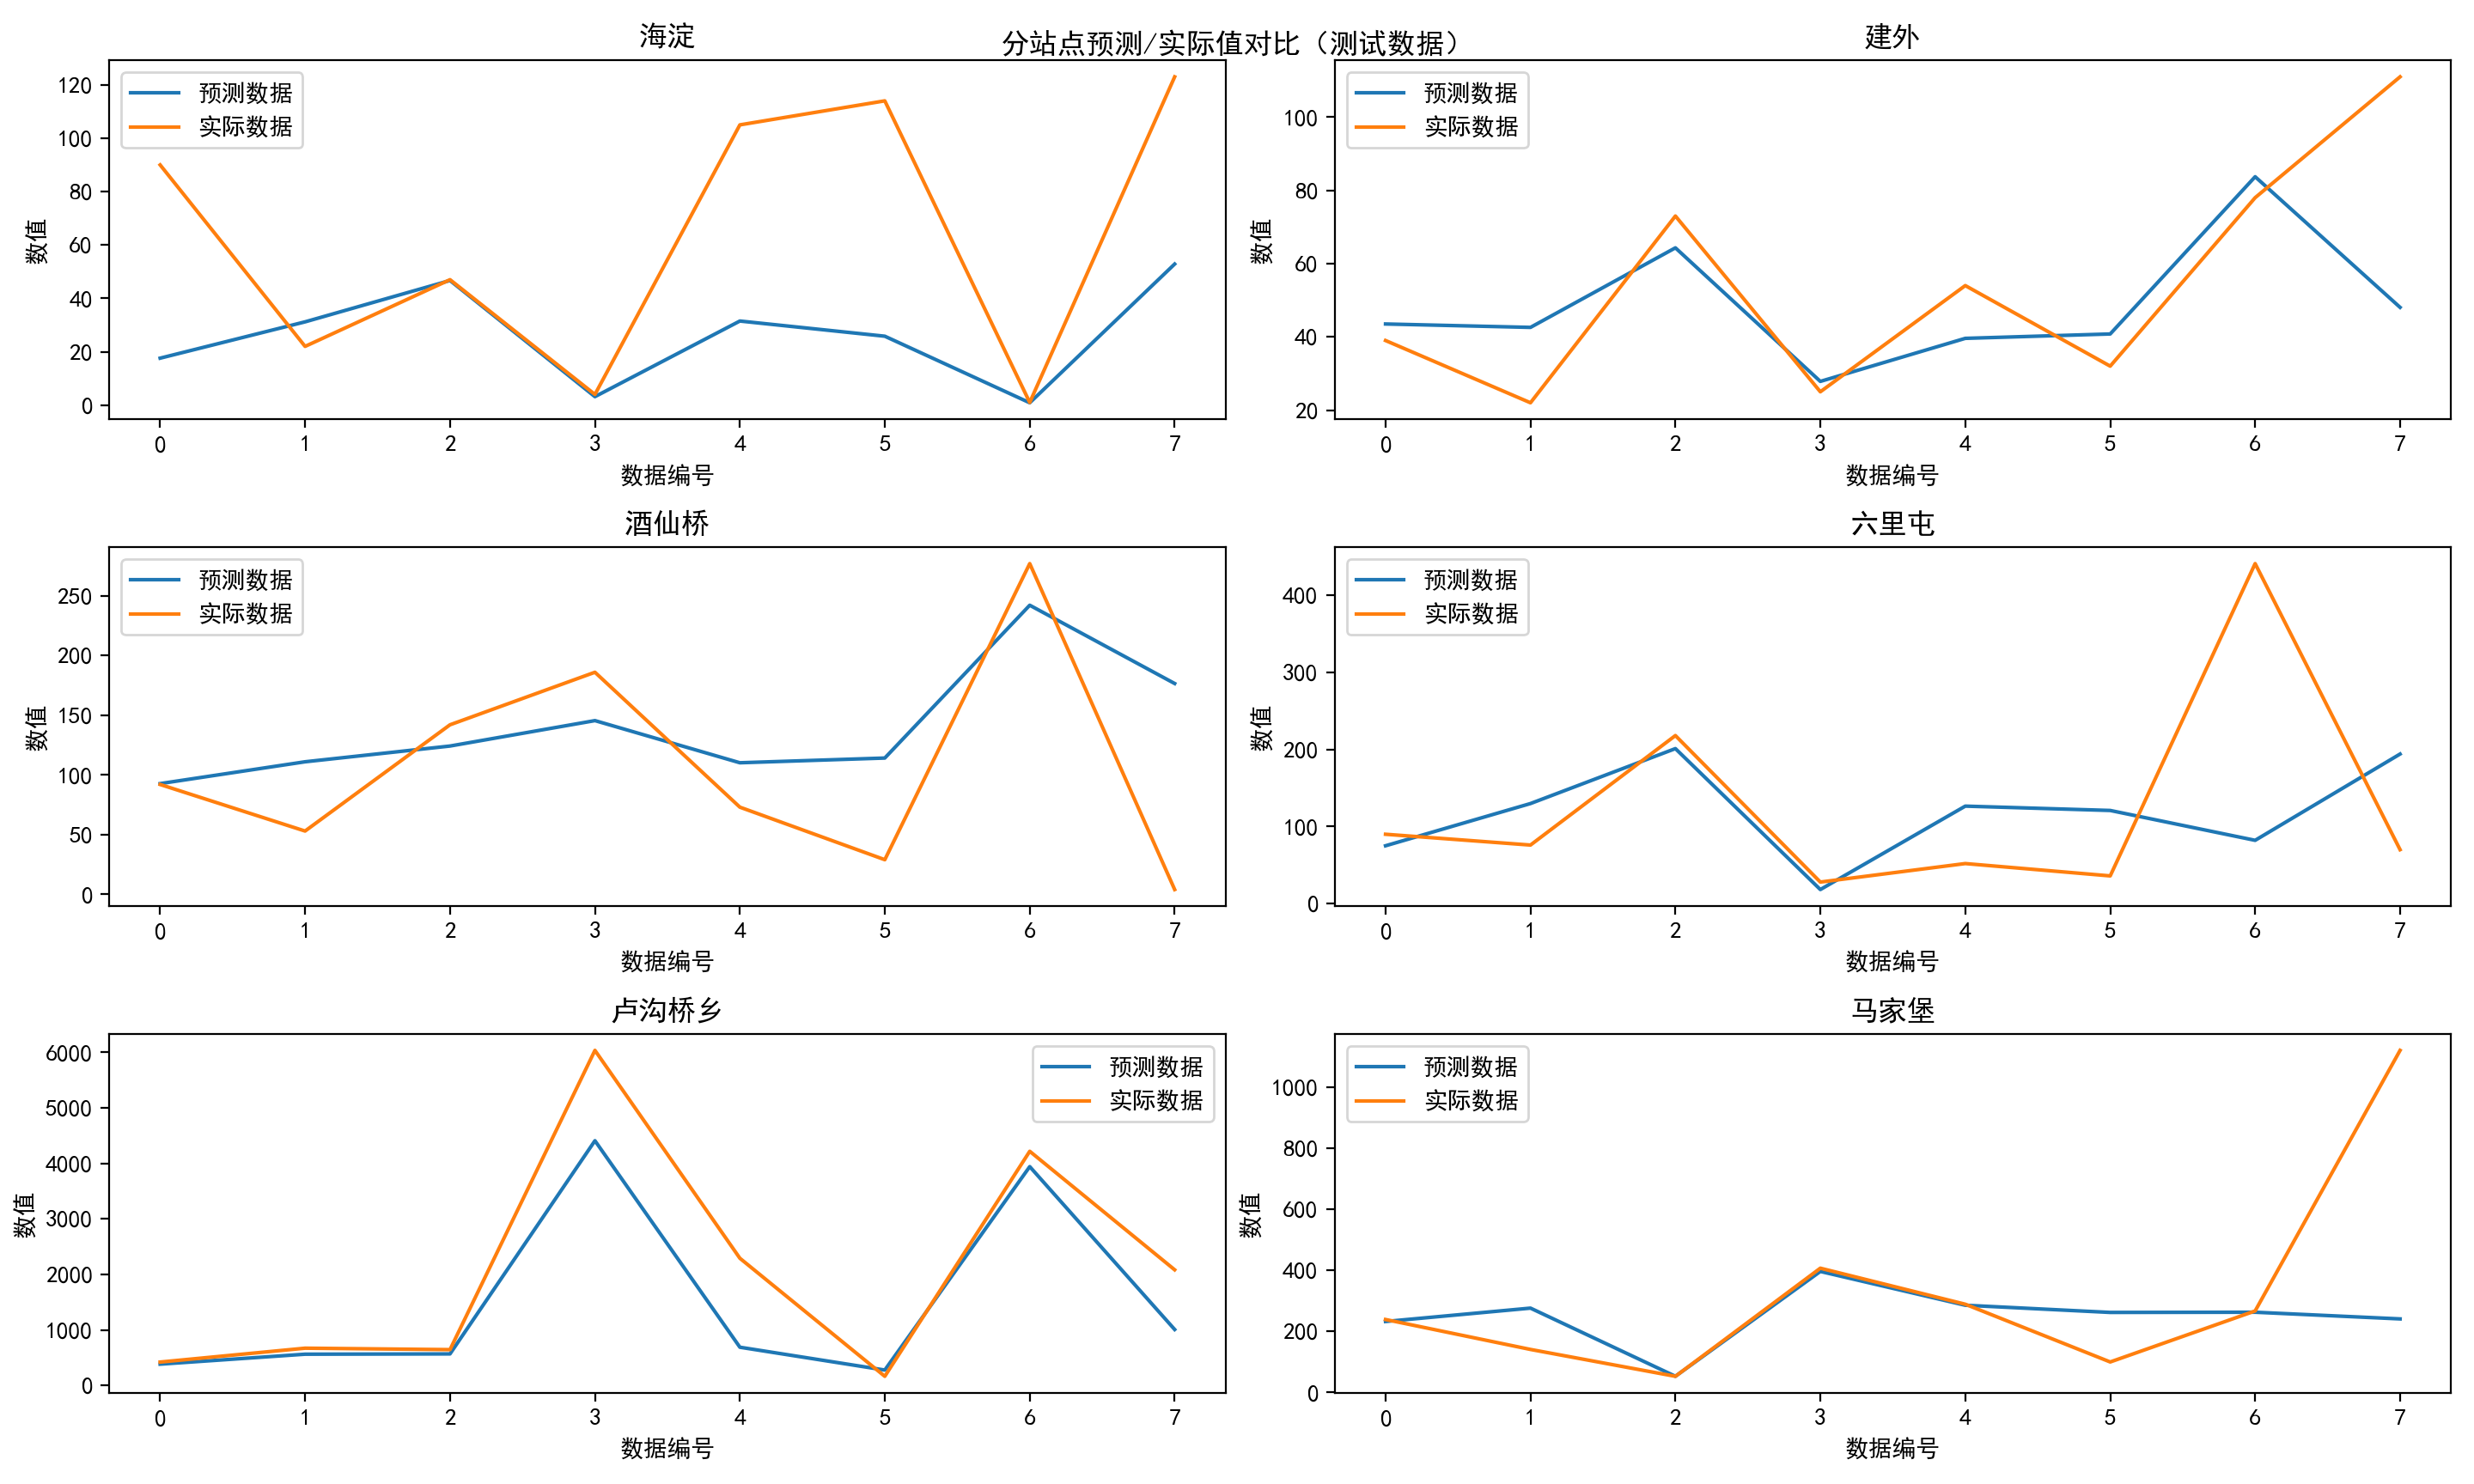 分站点预测/实际值对比（测试数据）
海淀
预测数据
实际数据
数值
120
100
80
60
40
20
0
0 1 2 3 4 5 6 7
数据编号
建外
预测数据
实际数据
数值
100
80
60
40
20
0 1 2 3 4 5 6 7
数据编号
酒仙桥
预测数据
实际数据
数值
250
200
150
100
50
0
0 1 2 3 4 5 6 7
数据编号
六里屯
预测数据
实际数据
数值
400
300
200
100
0
0 1 2 3 4 5 6 7
数据编号
卢沟桥乡
预测数据
实际数据
数值
6000
5000
4000
3000
2000
1000
0
0 1 2 3 4 5 6 7
数据编号
马家堡
预测数据
实际数据
数值
1000
800
600
400
200
0
0 1 2 3 4 5 6 7
数据编号